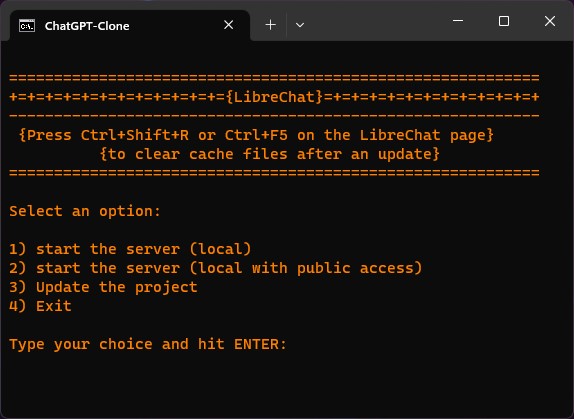 ChatGPT-Clone
===========================================================
+=+=+=+=+=+=+=+=+=+=+=+={LibreChat}=+=+=+=+=+=+=+=+=+=+=+=+
-----------------------------------------------------------
{Press Ctrl+Shift+R or Ctrl+F5 on the LibreChat page}
{to clear cache files after an update}
===========================================================
Select an option:
1) start the server (local)
2) start the server (local with public access)
3) Update the project
4) Exit
Type your choice and hit ENTER: